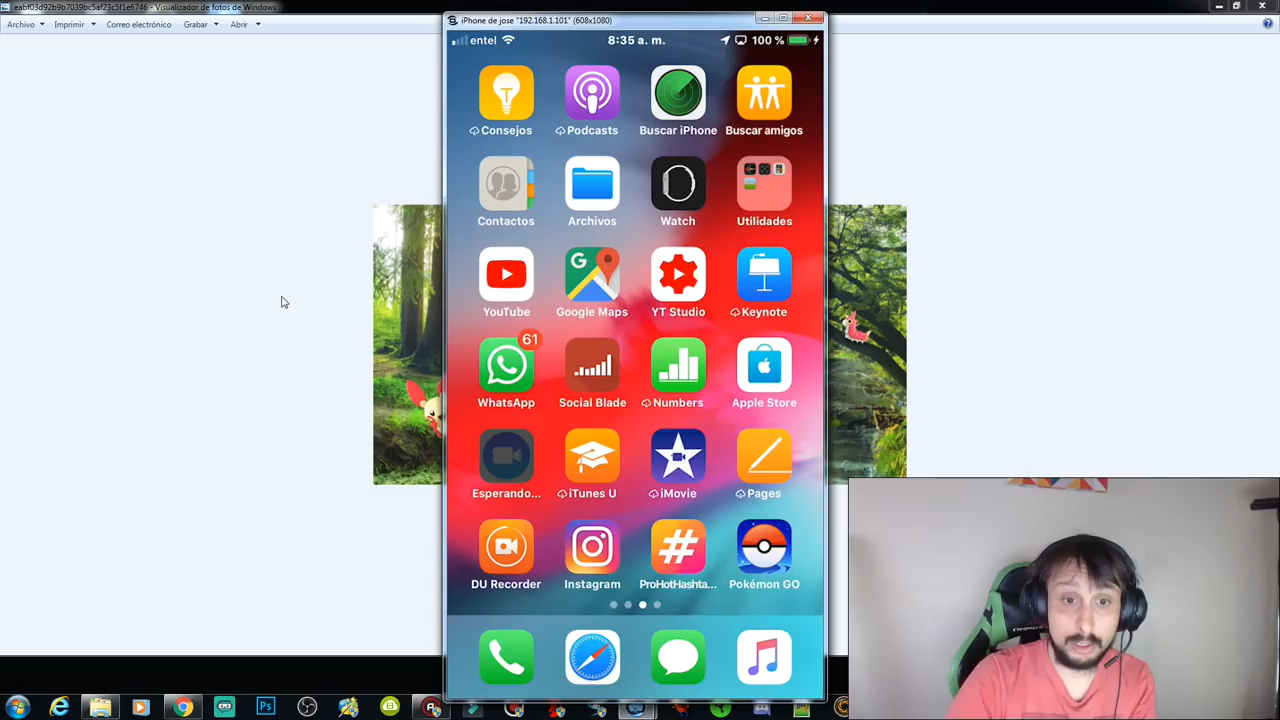 eabf03d92b9b7039bc5af23c5f1e6746 - Visualizador de fotos de Windows
Archivo Imprimir Correo electrónico Grabar Abrir
iPhone de jose "192.168.1.101" (608x1080)
entel 8:35 a. m. 100 %
Consejos Podcasts Buscar iPhone Buscar amigos
Contactos Archivos Watch Utilidades
G
YouTube Google Maps YT Studio Keynote
61
WhatsApp Social Blade Numbers Apple Store
Esperando... iTunes U iMovie Pages
#
DU Recorder Instagram ProHotHashta... Pokémon GO
Ps